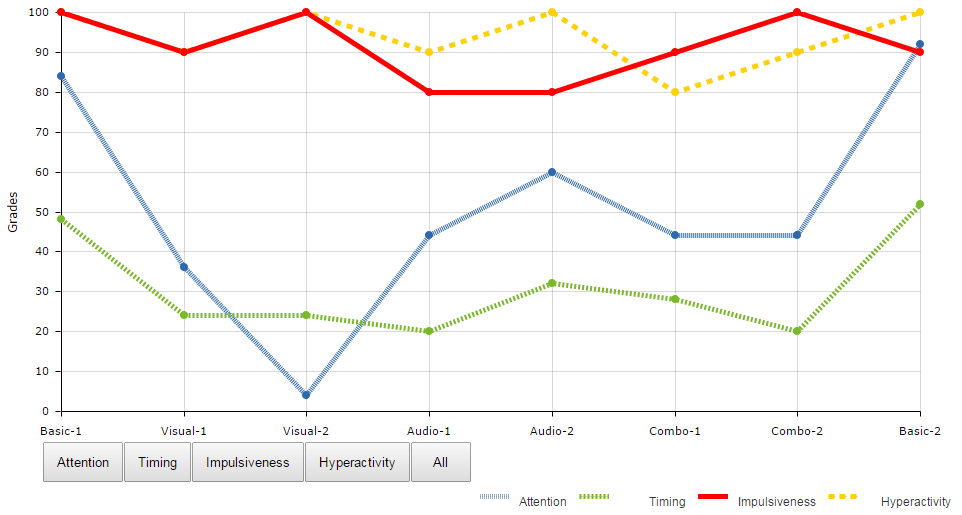 100
90
80
70
60
50
40
30
20
10
0
Grades
Basic-1 Visual-1 Visual-2 Audio-1 Audio-2 Combo-1 Combo-2 Basic-2
Attention Timing Impulsiveness Hyperactivity All
Attention Timing Impulsiveness Hyperactivity